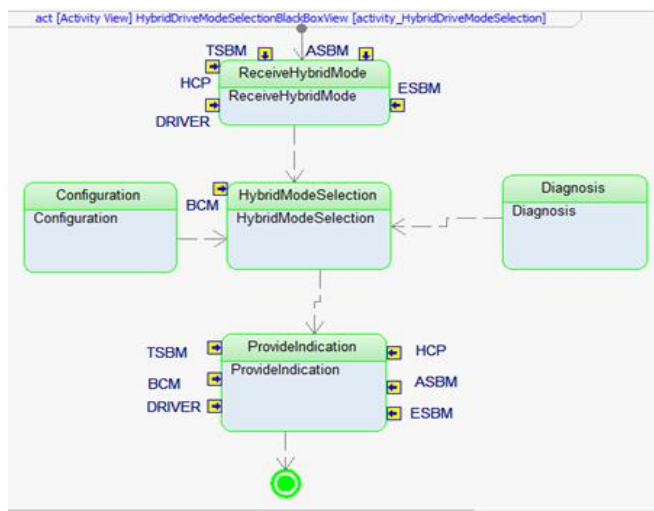 act [Activity View] HybridDriveModeSelectionBlackBoxView [activity_HybridDriveModeSelection]
TSBM
ASBM
HCP
ReceiveHybridMode
ReceiveHybridMode
ESBM
DRIVER
Configuration
Configuration
BCM
HybridModeSelection
HybridModeSelection
Diagnosis
Diagnosis
TSBM
ProvideIndication
HCP
ProvideIndication
BCM
ASBM
DRIVER
ESBM